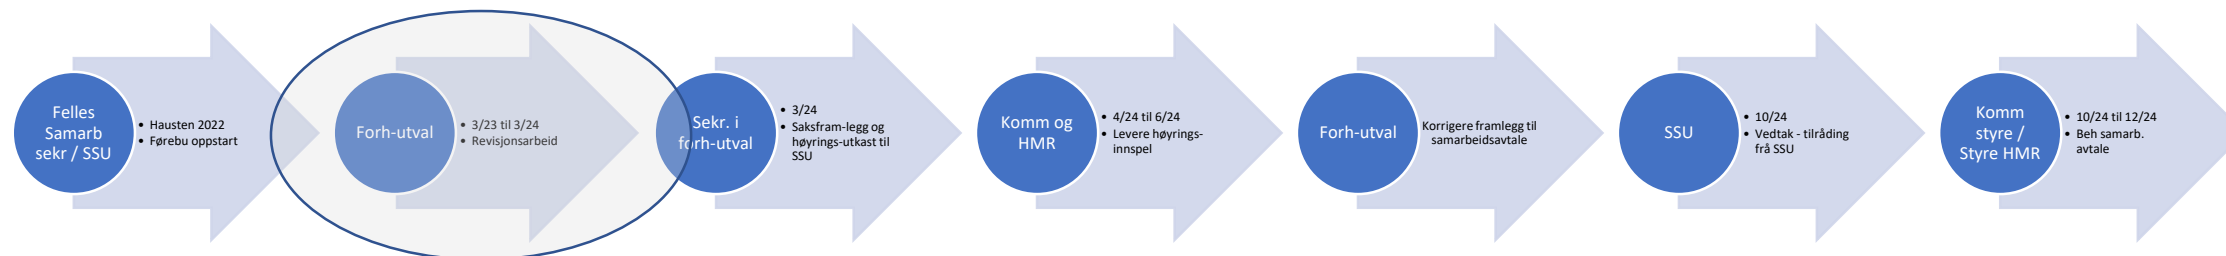 Felles
Samarb
sekr / SSU
• Hausten 2022
• Førebu oppstart
Forh-utval
• 3/23 til 3/24
• Revisjonsarbeid
Sekr. i
forh-utval
• 3/24
• Saksfram-legg og
høyrings-utkast til
SSU
Komm og
HMR
• 4/24 til 6/24
• Levere høyrings-
innspel
Forh-utval
Korrigere framlegg til
samarbeidsavtale
SSU
• 10/24
• Vedtak - tilråding
frå SSU
Komm
styre /
Styre HMR
• 10/24 til 12/24
• Beh samarb.
avtale